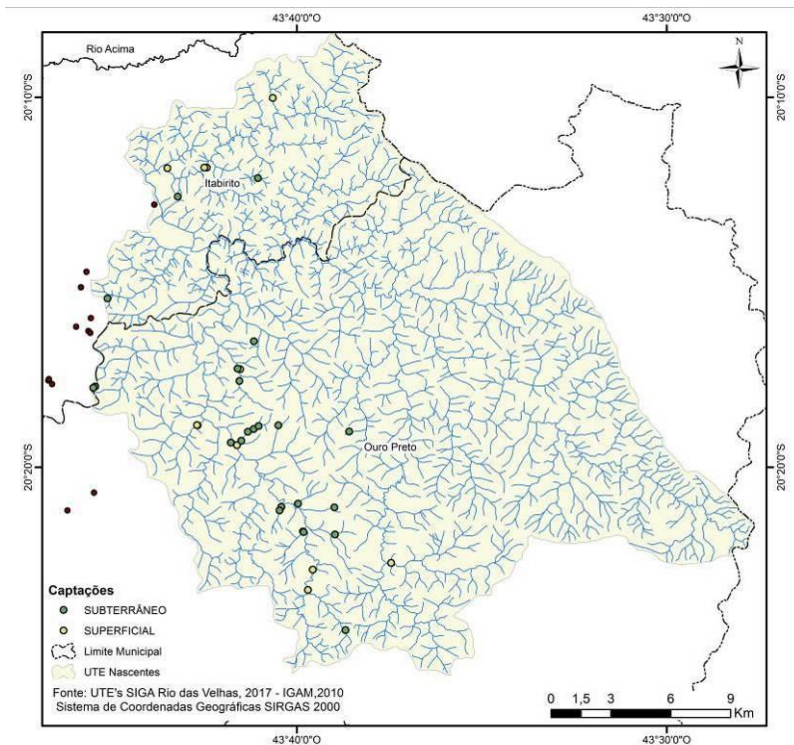 43°40'0"O 43°30'0"O
Rio Acima
N
20°10'0"S 20°10'0"S
Itabirito
20°20'0"S 20°20'0"S
Ouro Preto
Captações
SUBTERRÂNEO
SUPERFICIAL
Limite Municipal
UTE Nascentes
Fonte: UTE's SIGA Rio das Velhas, 2017 - IGAM,2010
Sistema de Coordenadas Geográficas SIRGAS 2000
0 1,5 3 6 9
Km
43°40'0"O 43°30'0"O